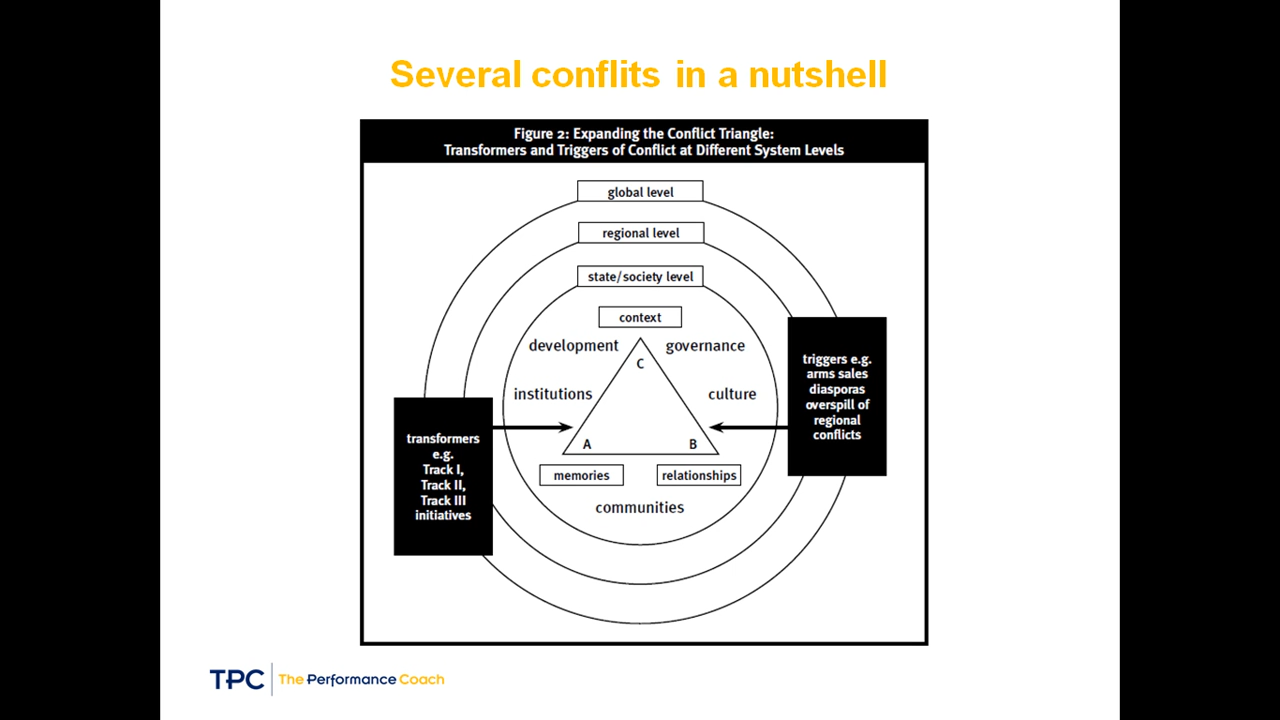 Several conflits in a nutshell
Figure 2: Expanding the Conflict Triangle:
Transformers and Triggers of Conflict at Different System Levels
global level
regional level
state/society level
context
development
governance
C
institutions
culture
A
B
memories
relationships
communities
transformers
e.g.
Track I,
Track II,
Track III
initiatives
triggers e.g.
arms sales
diasporas
overspill of
regional
conflicts
TPC
The Performance Coach